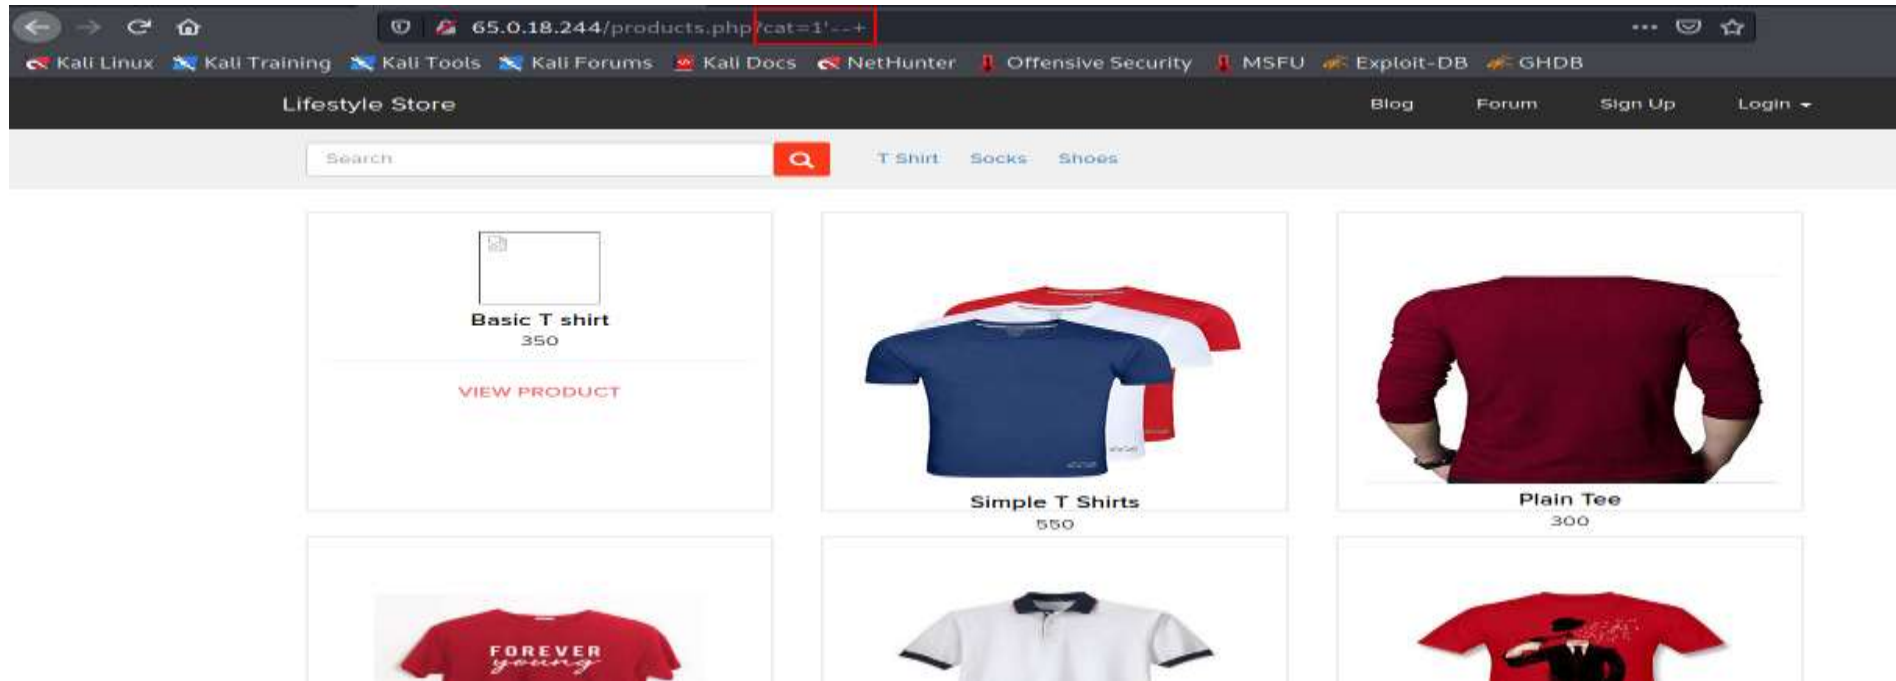 65.0.18.244/products.php?cat=1'--+
Kali Linux Kali Training Kali Tools Kali Forums Kali Docs NetHunter Offensive Security MSFU Exploit-DB GHDB
Lifestyle Store Blog Forum Sign Up Login
Search T Shirt Socks Shoes
Basic T shirt
350
VIEW PRODUCT
Simple T Shirts
550
Plain Tee
300
FOREVER
young